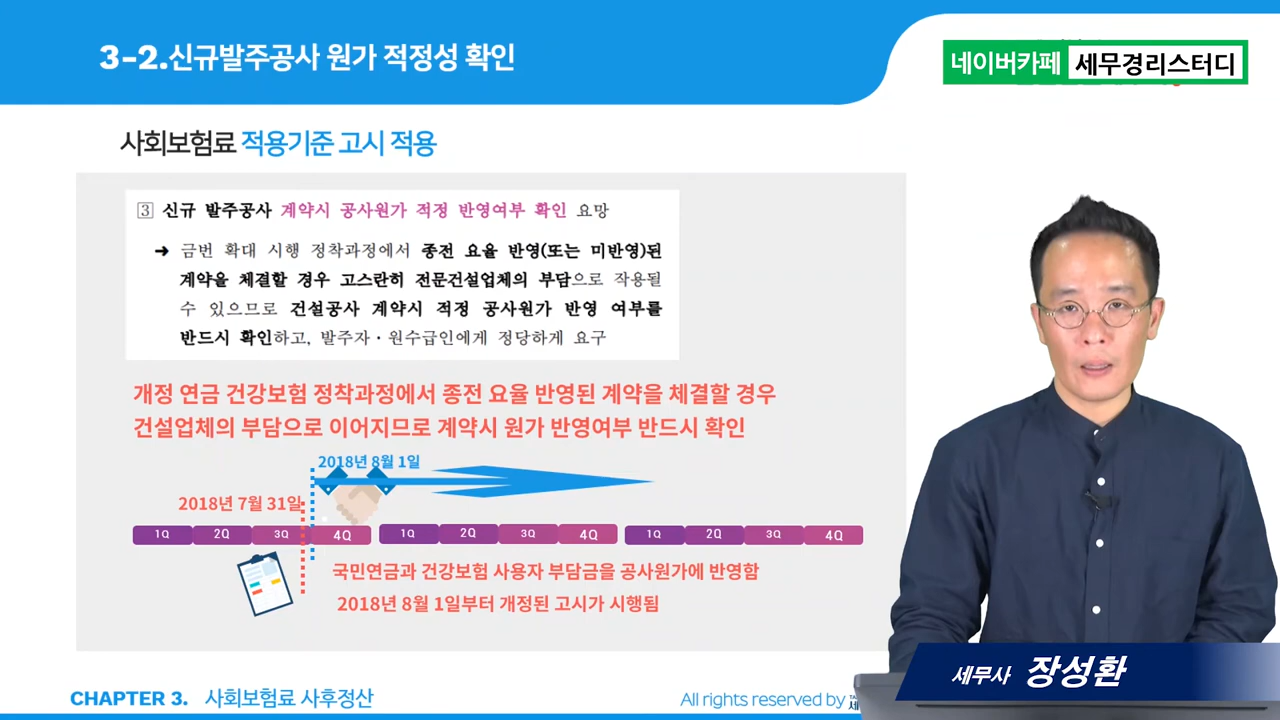 3-2.신규발주공사 원가 적정성 확인
네이버카페 세무경리스터디
사회보험료 적용기준 고시 적용
3 신규 발주공사 계약시 공사원가 적정 반영여부 확인 요망
➜ 금번 확대 시행 정착과정에서 종전 요율 반영(또는 미반영)된
계약을 체결할 경우 고스란히 전문건설업체의 부담으로 작용될
수 있으므로 건설공사 계약시 적정 공사원가 반영 여부를
반드시 확인하고, 발주자·원수급인에게 정당하게 요구
개정 연금 건강보험 정착과정에서 종전 요율 반영된 계약을 체결할 경우
건설업체의 부담으로 이어지므로 계약시 원가 반영여부 반드시 확인
2018년 8월 1일
2018년 7월 31일
1Q 2Q 3Q 4Q 1Q 2Q 3Q 4Q 1Q 2Q 3Q 4Q
국민연금과 건강보험 사용자 부담금을 공사원가에 반영함
2018년 8월 1일부터 개정된 고시가 시행됨
세무사 장성환
CHAPTER 3. 사회보험료 사후정산
All rights reserved by